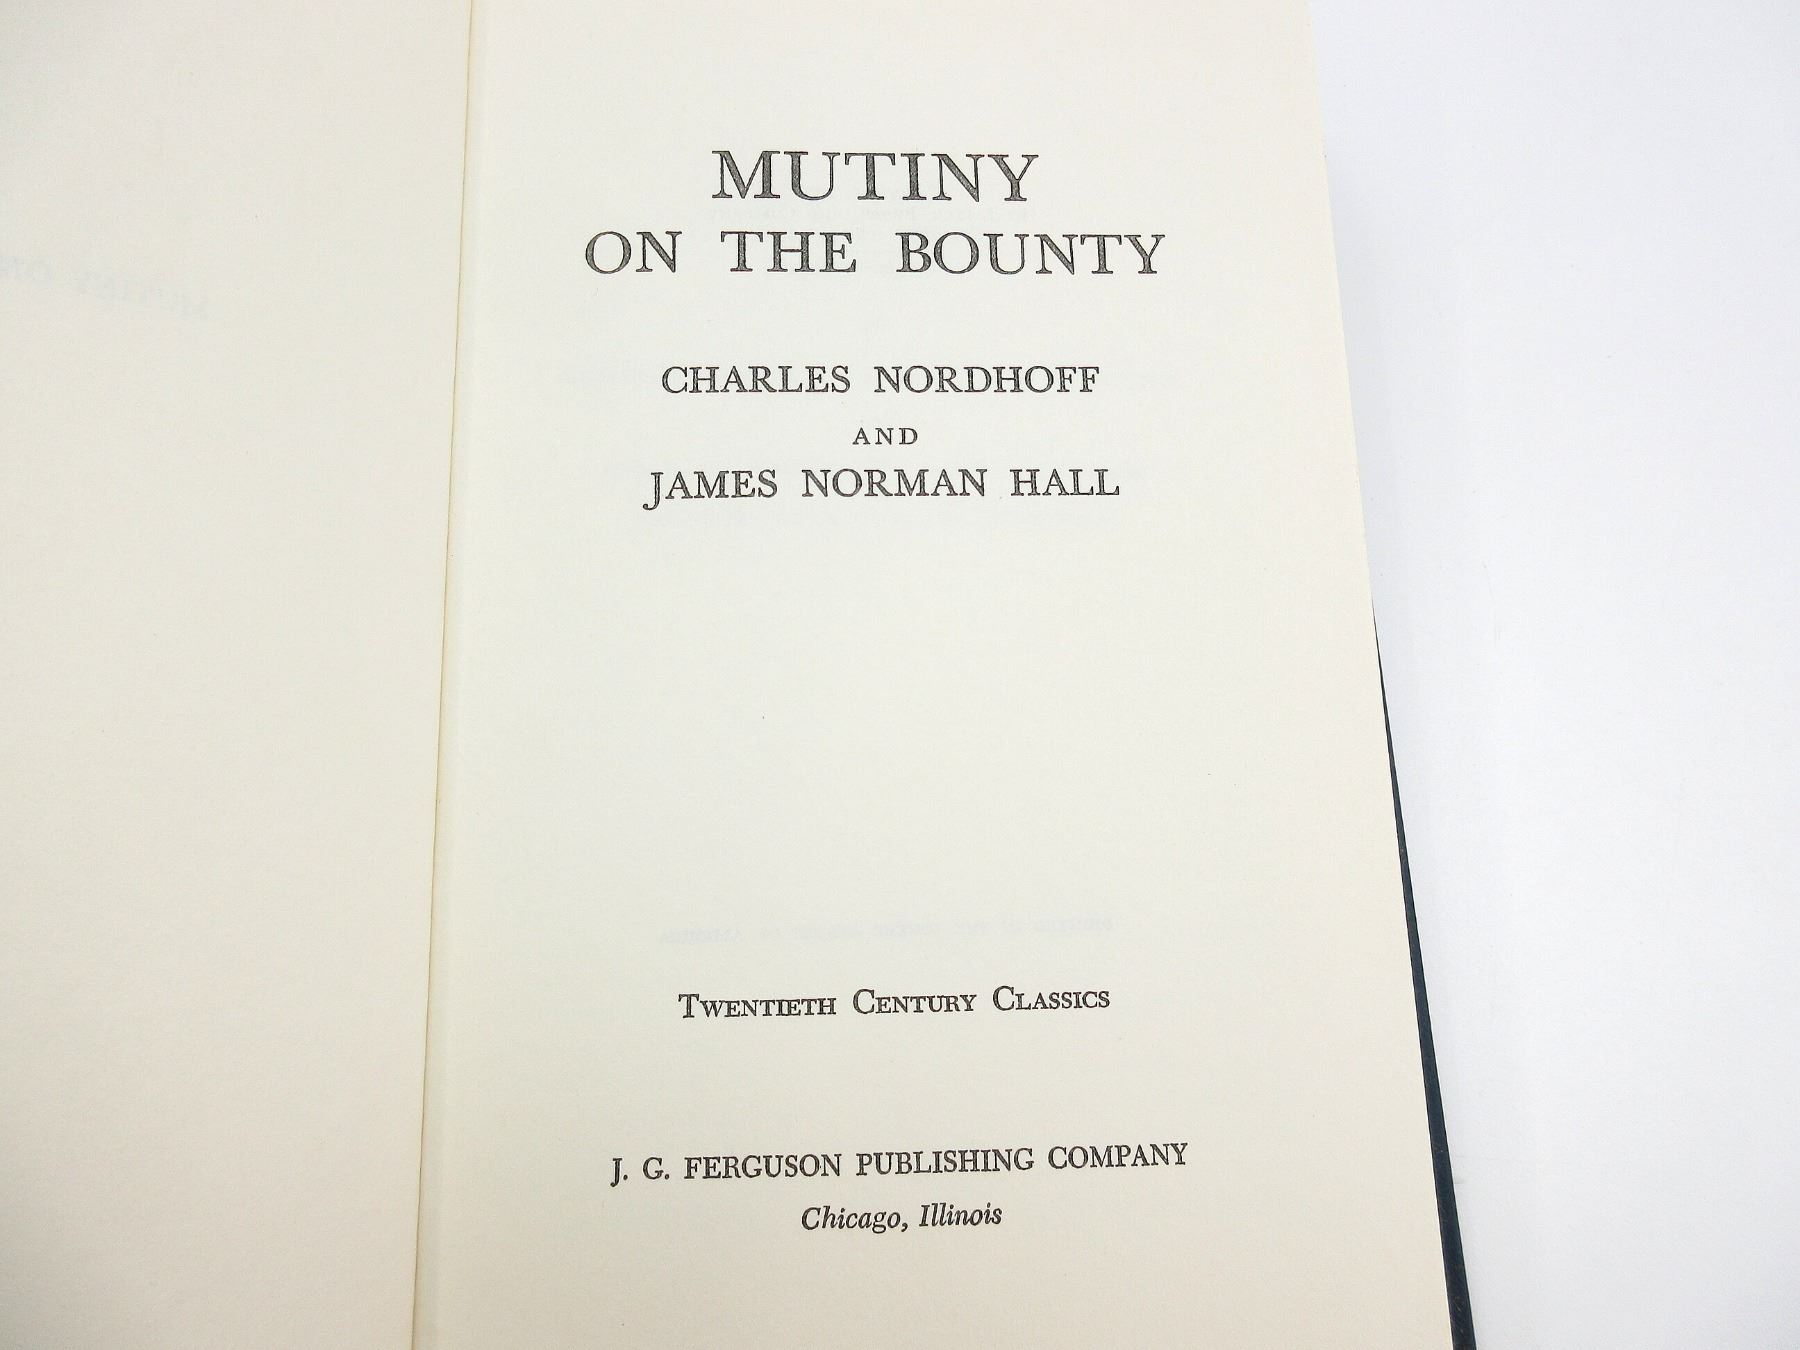 MUTINY
ON THE BOUNTY
CHARLES NORDHOFF
AND
JAMES NORMAN HALL
TWENTIETH CENTURY CLASSICS
J. G. FERGUSON PUBLISHING COMPANY
Chicago, Illinois